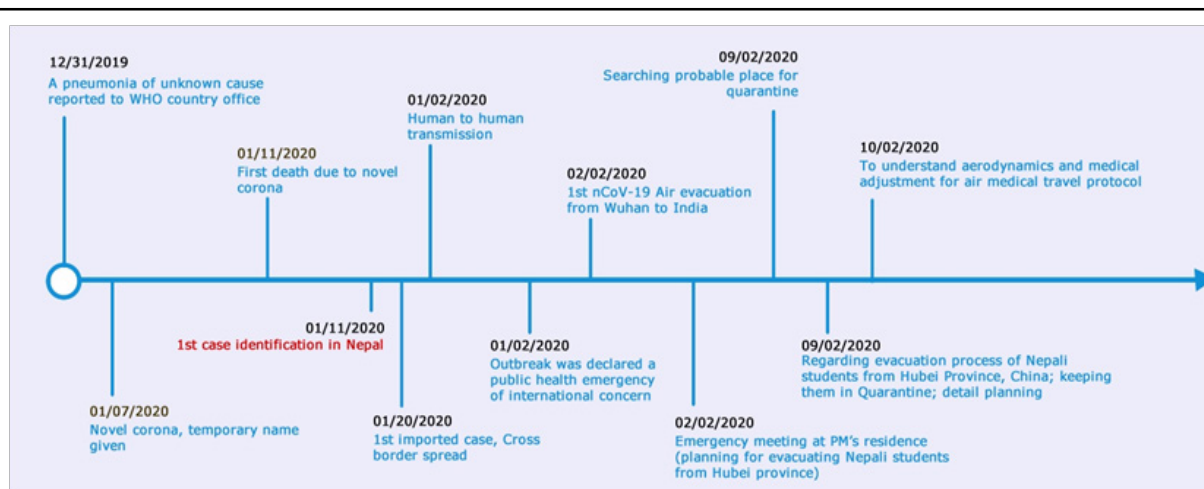 12/31/2019
A pneumonia of unknown cause
reported to WHO country office
01/11/2020
First death due to novel
corona
01/02/2020
Human to human
transmission
02/02/2020
1st nCoV-19 Air evacuation
from Wuhan to India
09/02/2020
Searching probable place for
quarantine
10/02/2020
To understand aerodynamics and medical
adjustment for air medical travel protocol
01/07/2020
Novel corona, temporary name
given
01/11/2020
1st case identification in Nepal
01/20/2020
1st imported case, Cross
border spread
01/02/2020
Outbreak was declared a
public health emergency
of international concern
02/02/2020
Emergency meeting at PM's residence
(planning for evacuating Nepali students
from Hubei province)
09/02/2020
Regarding evacuation process of Nepali
students from Hubei Province, China; keeping
them in Quarantine; detail planning